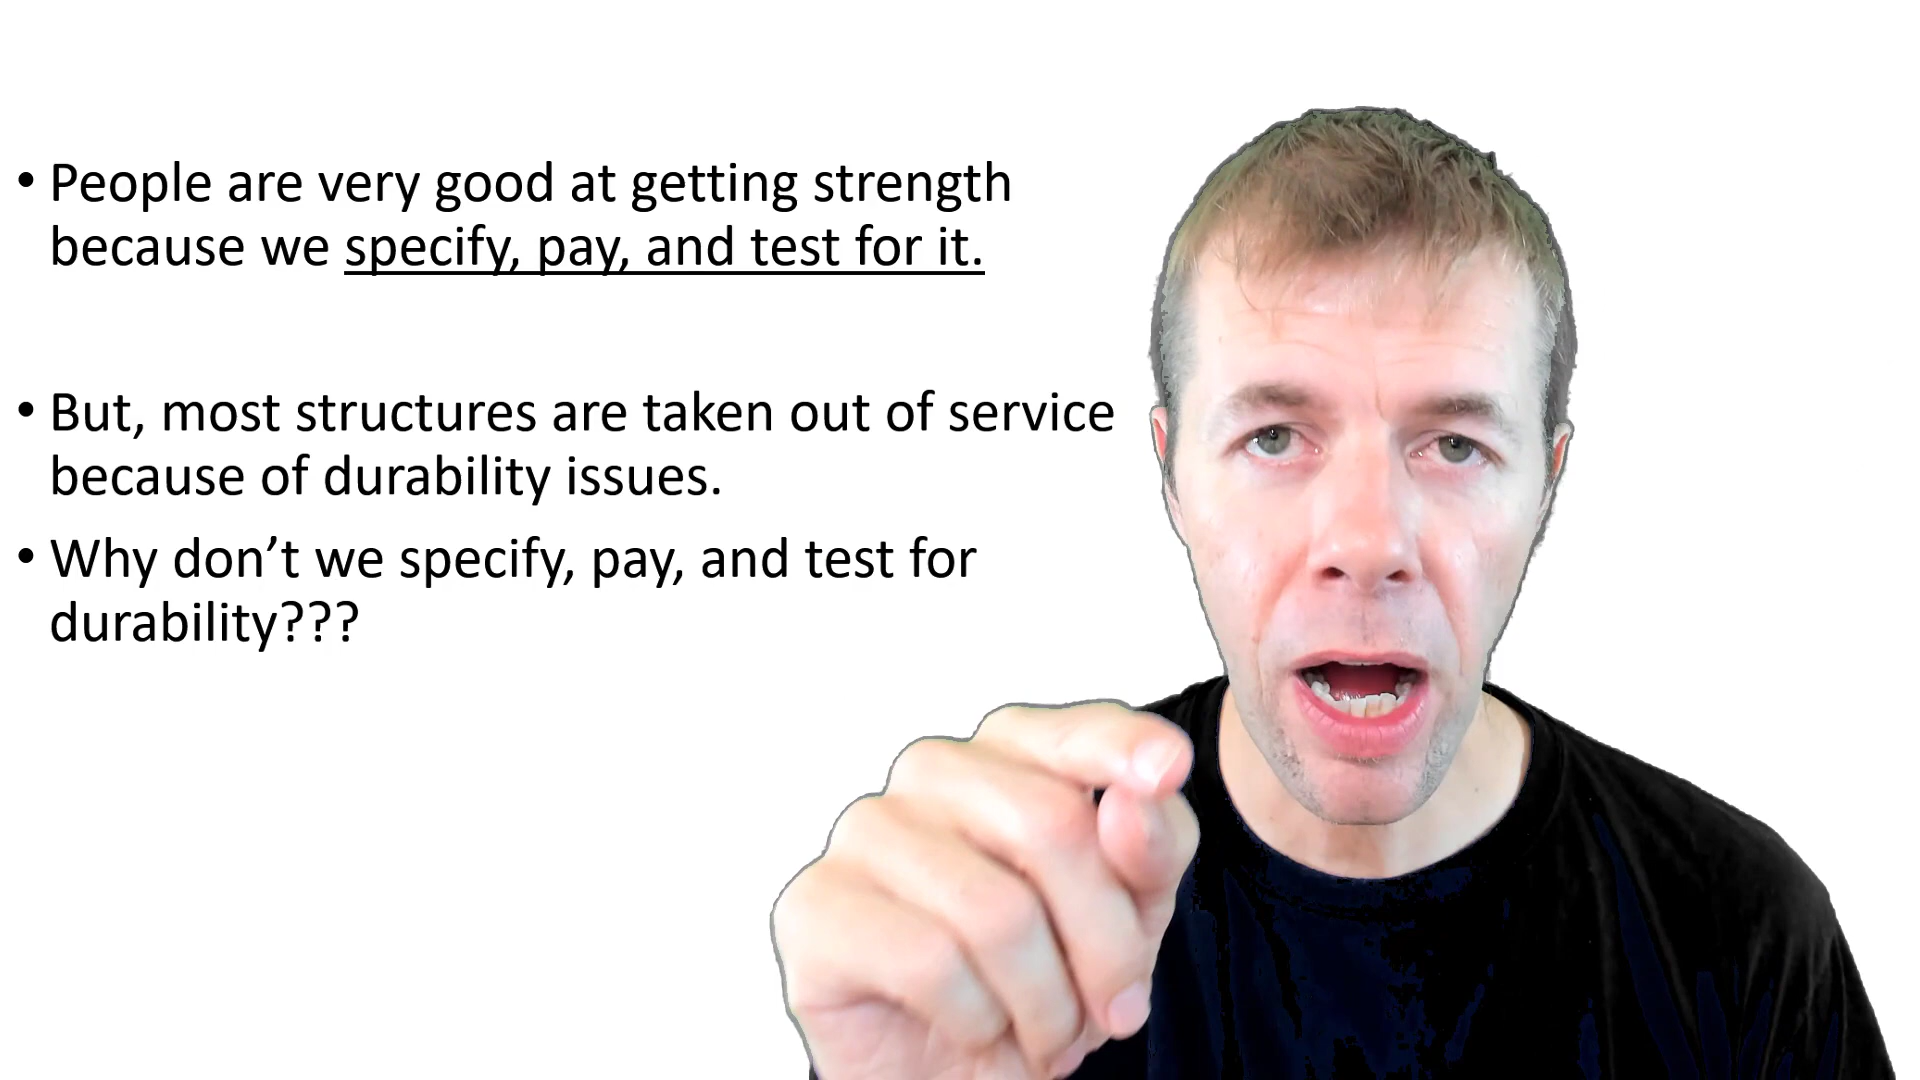 • People are very good at getting strength
because we specify, pay, and test for it.
• But, most structures are taken out of service
because of durability issues.
• Why don’t we specify, pay, and test for
durability???